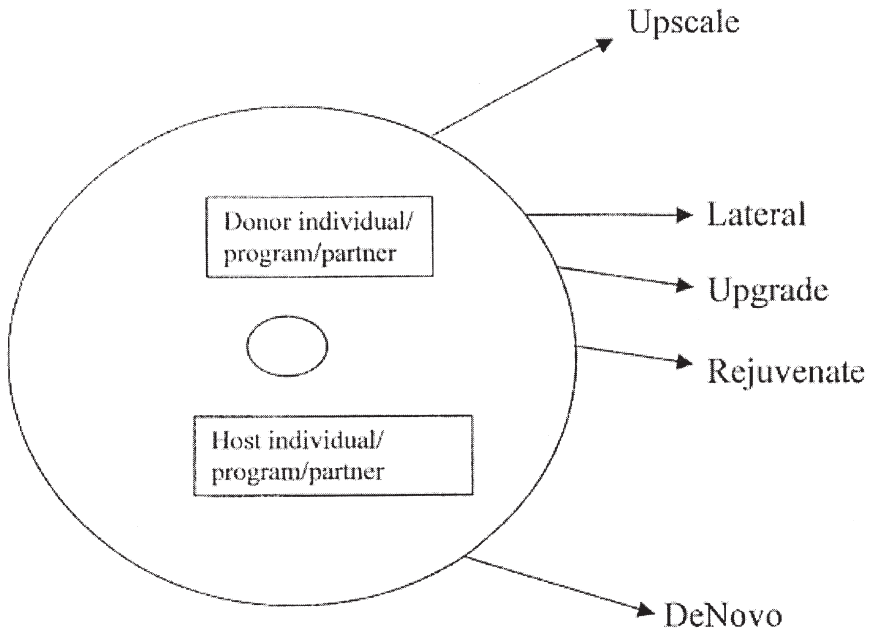 Upscale
Donor individual/
program/partner
Lateral
Upgrade
Rejuvenate
Host individual/
program/partner
DeNovo